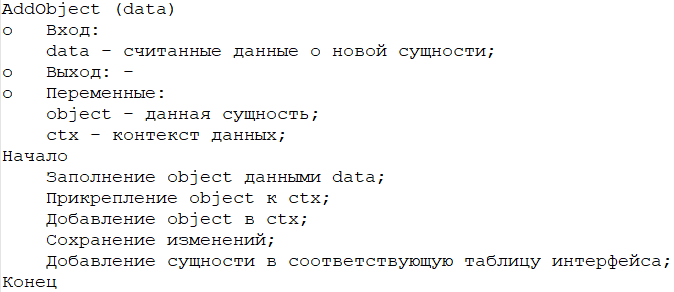 AddObject (data)
o Вход:
data – считанные данные о новой сущности;
o Выход: –
o Переменные:
object – данная сущность;
ctx – контекст данных;
Начало
Заполнение object данными data;
Прикрепление object к ctx;
Добавление object в ctx;
Сохранение изменений;
Добавление сущности в соответствующую таблицу интерфейса;
Конец